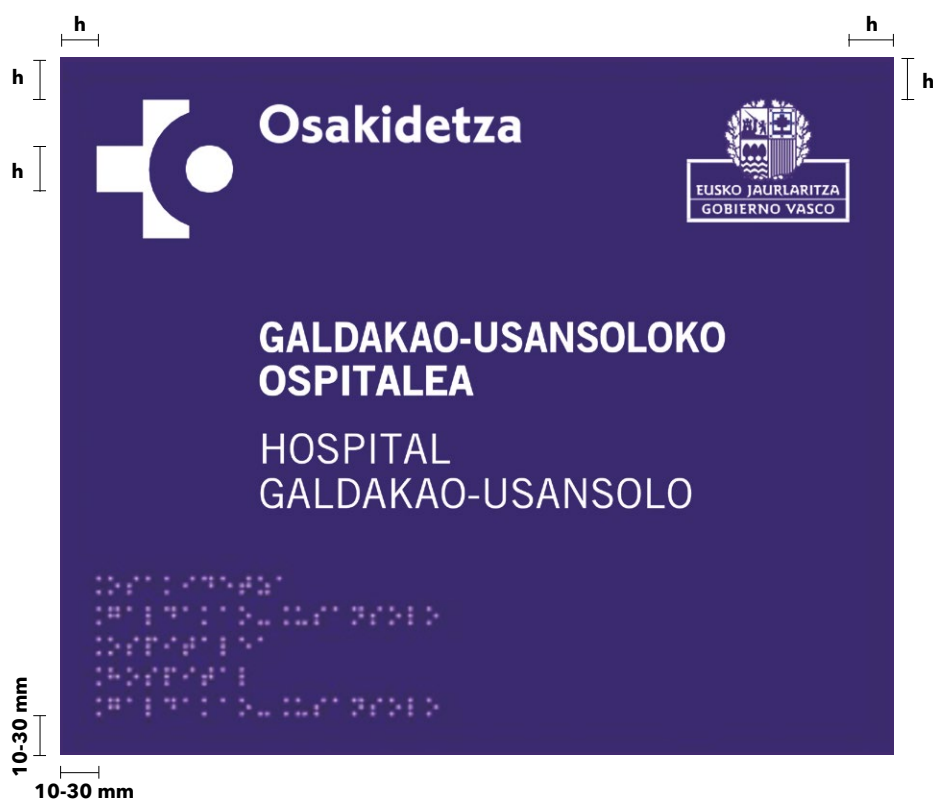 h
h
h
h
h
Osakidetza
EUSKO JAURLARITZA
GOBIERNO VASCO
GALDAKAO-USANSOLOKO
OSPITALEA
HOSPITAL
GALDAKAO-USANSOLO
10-30 mm
10-30 mm